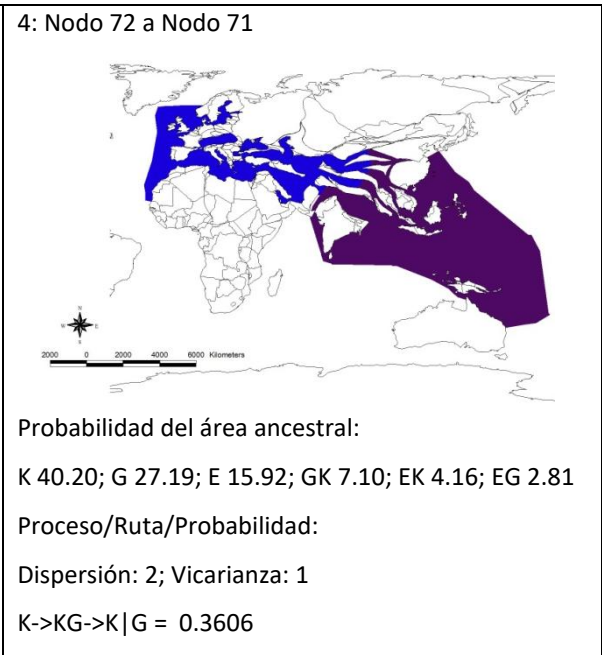 4: Nodo 72 a Nodo 71
N
W E
S
2000 0 2000 4000 6000 Kilometers
Probabilidad del área ancestral:
K 40.20; G 27.19; E 15.92; GK 7.10; EK 4.16; EG 2.81
Proceso/Ruta/Probabilidad:
Dispersión: 2; Vicarianza: 1
K->KG->K|G = 0.3606